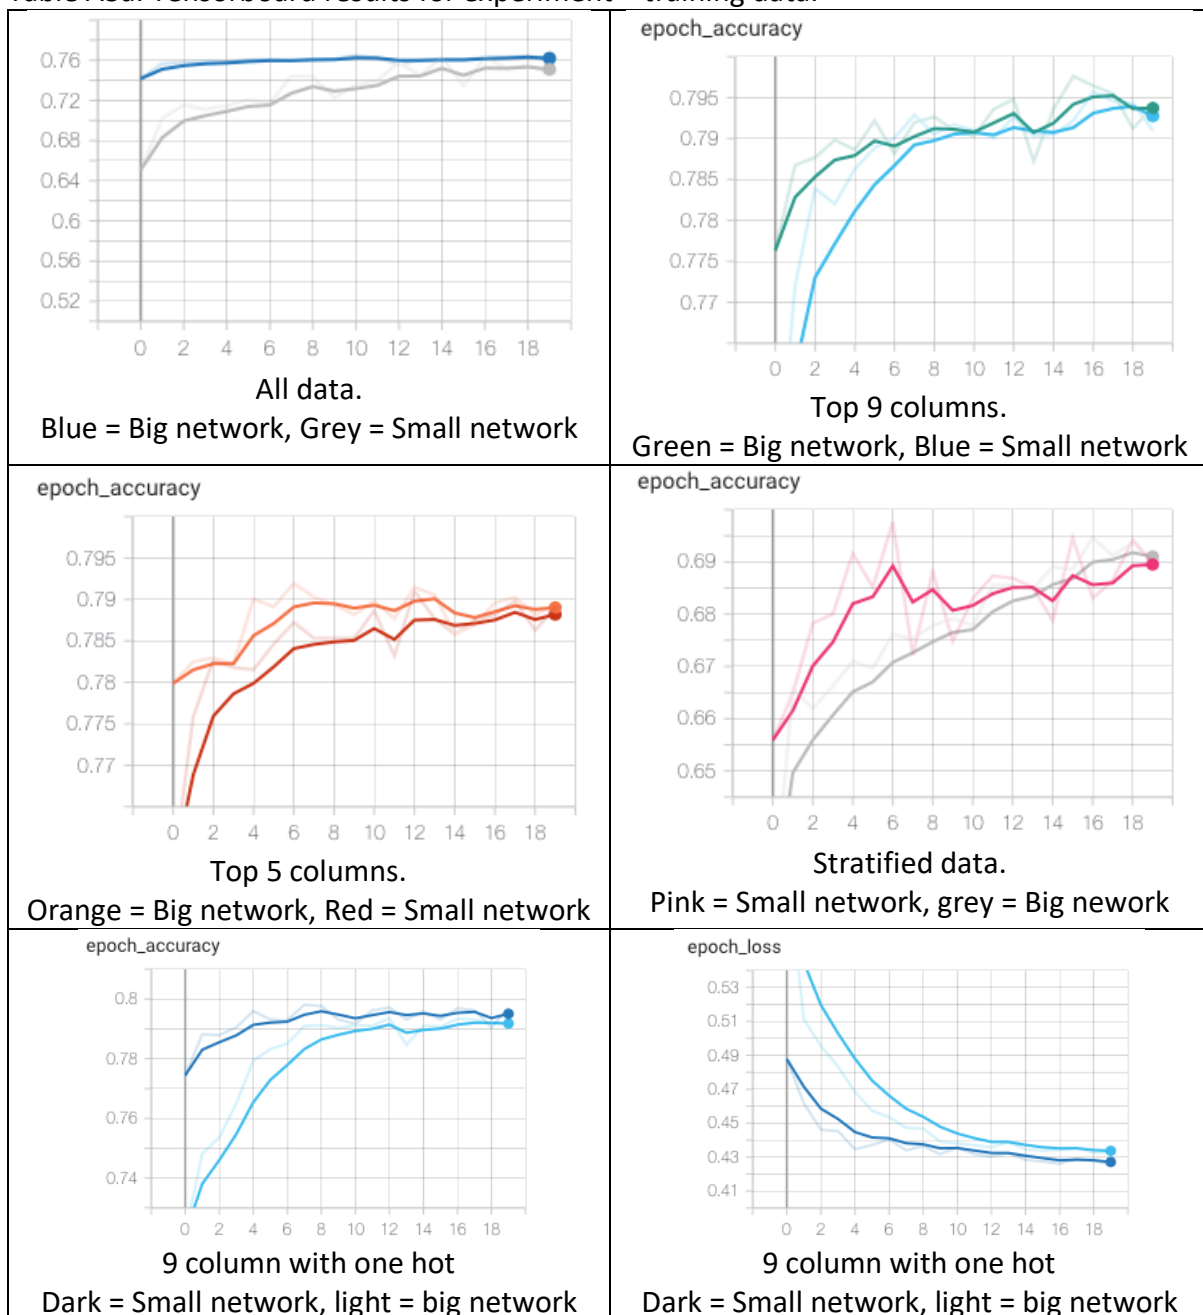 Tensorboard results for experiment – training data.
0.76
0.72
0.68
0.64
0.6
0.56
0.52
0 2 4 6 8 10 12 14 16 18
All data.
Blue = Big network, Grey = Small network
epoch_accuracy
0.795
0.79
0.785
0.78
0.775
0.77
0 2 4 6 8 10 12 14 16 18
Top 9 columns.
Green = Big network, Blue = Small network
epoch_accuracy
0.795
0.79
0.785
0.78
0.775
0.77
0 2 4 6 8 10 12 14 16 18
Top 5 columns.
Orange = Big network, Red = Small network
epoch_accuracy
0.69
0.68
0.67
0.66
0.65
0 2 4 6 8 10 12 14 16 18
Stratified data.
Pink = Small network, grey = Big nework
epoch_accuracy
0.8
0.78
0.76
0.74
0 2 4 6 8 10 12 14 16 18
9 column with one hot
Dark = Small network, light = big network
epoch_loss
0.53
0.51
0.49
0.47
0.45
0.43
0.41
0 2 4 6 8 10 12 14 16 18
9 column with one hot
Dark = Small network, light = big network